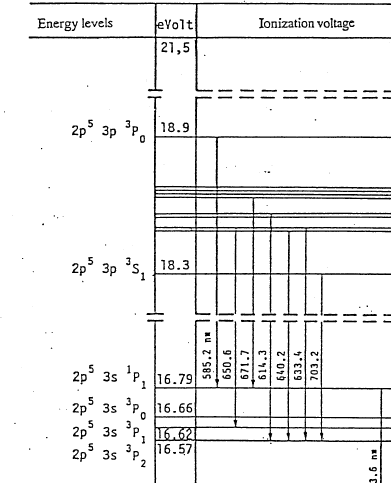 Energy levels eVolt Ionization voltage
21,5
2p⁵ 3p ³P₀ 18.9
2p⁵ 3p ³S₁ 18.3
585.2 nm
650.6
671.7
614.3
640.2
633.4
703.2
2p⁵ 3s ¹P₁ 16.79
2p⁵ 3s ³P₀ 16.66
2p⁵ 3s ³P₁ 16.62
2p⁵ 3s ³P₂ 16.57
3.6 nm